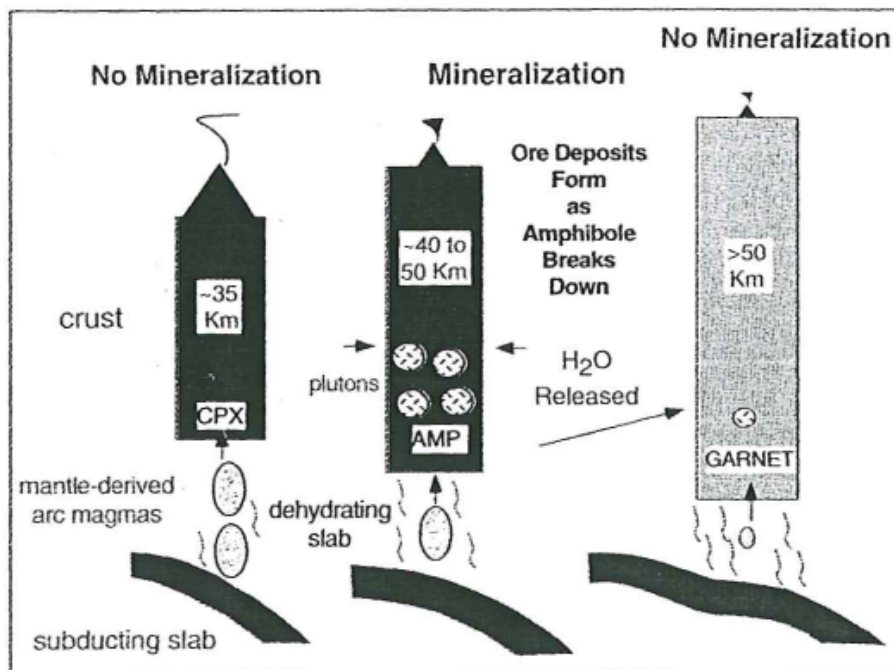 No Mineralization
Mineralization
No Mineralization
Ore Deposits
Form
as
Amphibole
Breaks
Down
~35
Km
~40 to
50 Km
>50
Km
crust
plutons
H₂O
Released
CPX
AMP
GARNET
mantle-derived
arc magmas
dehydrating
slab
subducting slab